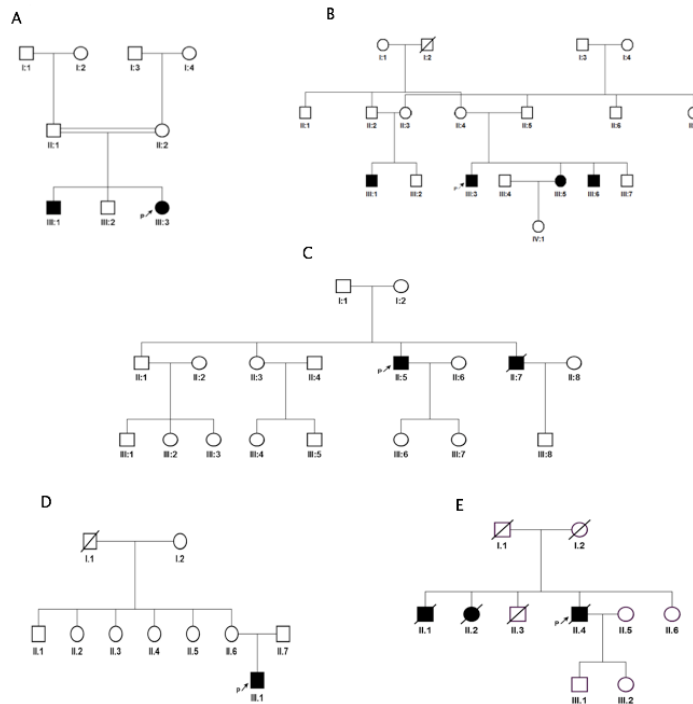 A
I:1 I:2 I:3 I:4
II:1 II:2
III:1 III:2 P III:3
B
I:1 I:2 I:3 I:4
II:1 II:2 II:3 II:4 II:5 II:6
III:1 III:2 P III:3 III:4 III:5 III:6 III:7
IV:1
C
I:1 I:2
II:1 II:2 II:3 II:4 P II:5 II:6 II:7 II:8
III:1 III:2 III:3 III:4 III:5 III:6 III:7 III:8
D
I.1 I.2
II.1 II.2 II.3 II.4 II.5 II.6 II.7
P III.1
E
I.1 I.2
II.1 II.2 II.3 P II.4 II.5 II.6
III.1 III.2